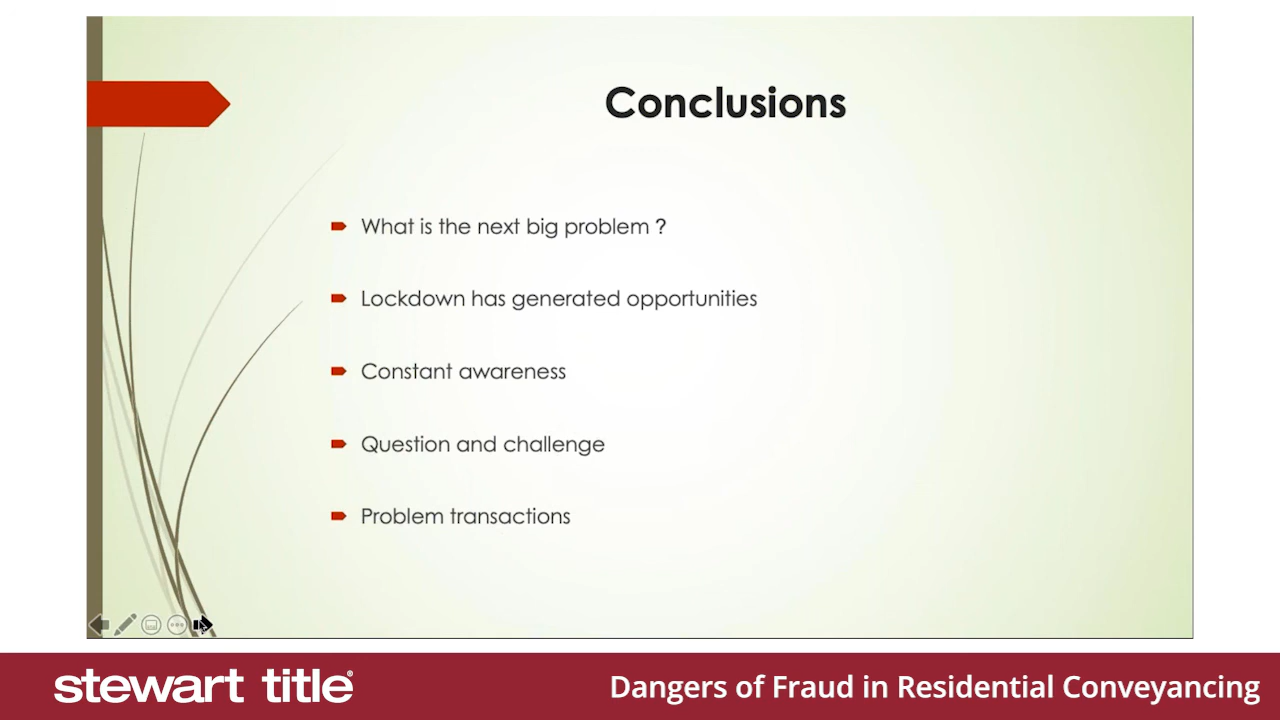 Conclusions
What is the next big problem ?
Lockdown has generated opportunities
Constant awareness
Question and challenge
Problem transactions
stewart title®
Dangers of Fraud in Residential Conveyancing